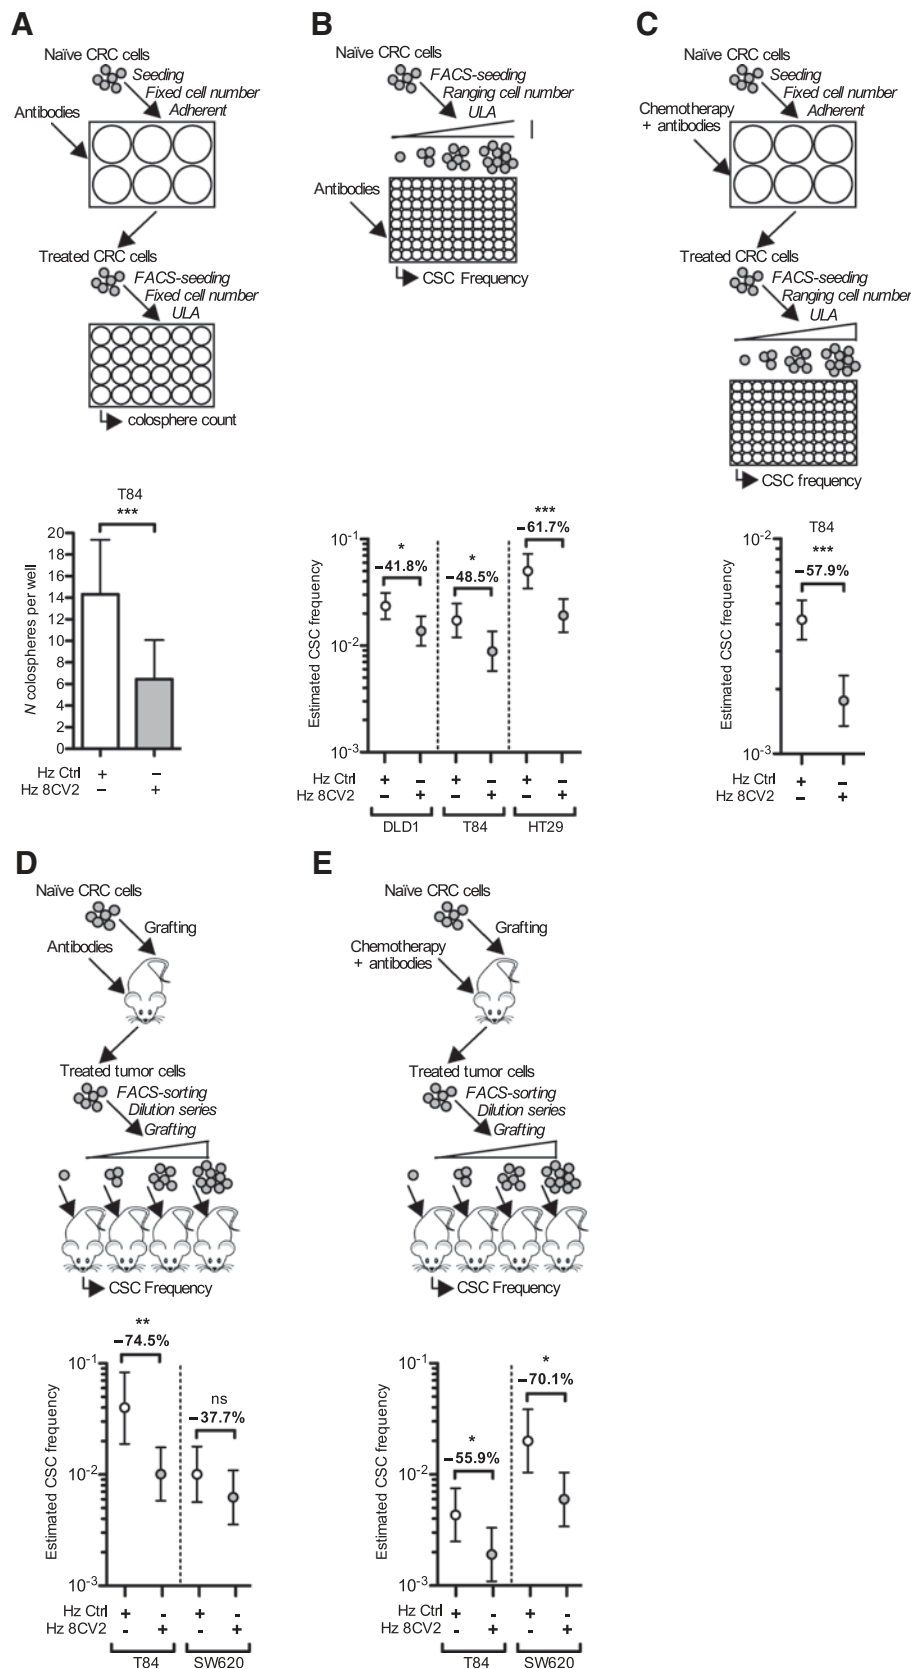 A
Naïve CRC cells
Seeding
Fixed cell number
Adherent
Antibodies
Treated CRC cells
FACS-seeding
Fixed cell number
ULA
colosphere count
T84
***
20
18
16
14
12
10
8
6
4
2
0
N colospheres per well
Hz Ctrl + –
Hz 8CV2 – +
B
Naïve CRC cells
FACS-seeding
Ranging cell number
ULA
Antibodies
CSC Frequency
Estimated CSC frequency
10-1
10-2
10-3
*
–41.8%
*
–48.5%
***
–61.7%
Hz Ctrl + – + – + –
Hz 8CV2 – + – + – +
DLD1 T84 HT29
C
Naïve CRC cells
Seeding
Fixed cell number
Adherent
Chemotherapy
+ antibodies
Treated CRC cells
FACS-seeding
Ranging cell number
ULA
CSC frequency
T84
***
–57.9%
Estimated CSC frequency
10-2
10-3
Hz Ctrl + –
Hz 8CV2 – +
D
Naïve CRC cells
Grafting
Antibodies
Treated tumor cells
FACS-sorting
Dilution series
Grafting
CSC Frequency
Estimated CSC frequency
10-1
10-2
10-3
**
–74.5%
ns
–37.7%
Hz Ctrl + - + -
Hz 8CV2 - + - +
T84 SW620
E
Naïve CRC cells
Grafting
Chemotherapy
+ antibodies
Treated tumor cells
FACS-sorting
Dilution series
Grafting
CSC Frequency
Estimated CSC frequency
10-1
10-2
10-3
*
–55.9%
*
–70.1%
Hz Ctrl + - + -
Hz 8CV2 - + - +
T84 SW620